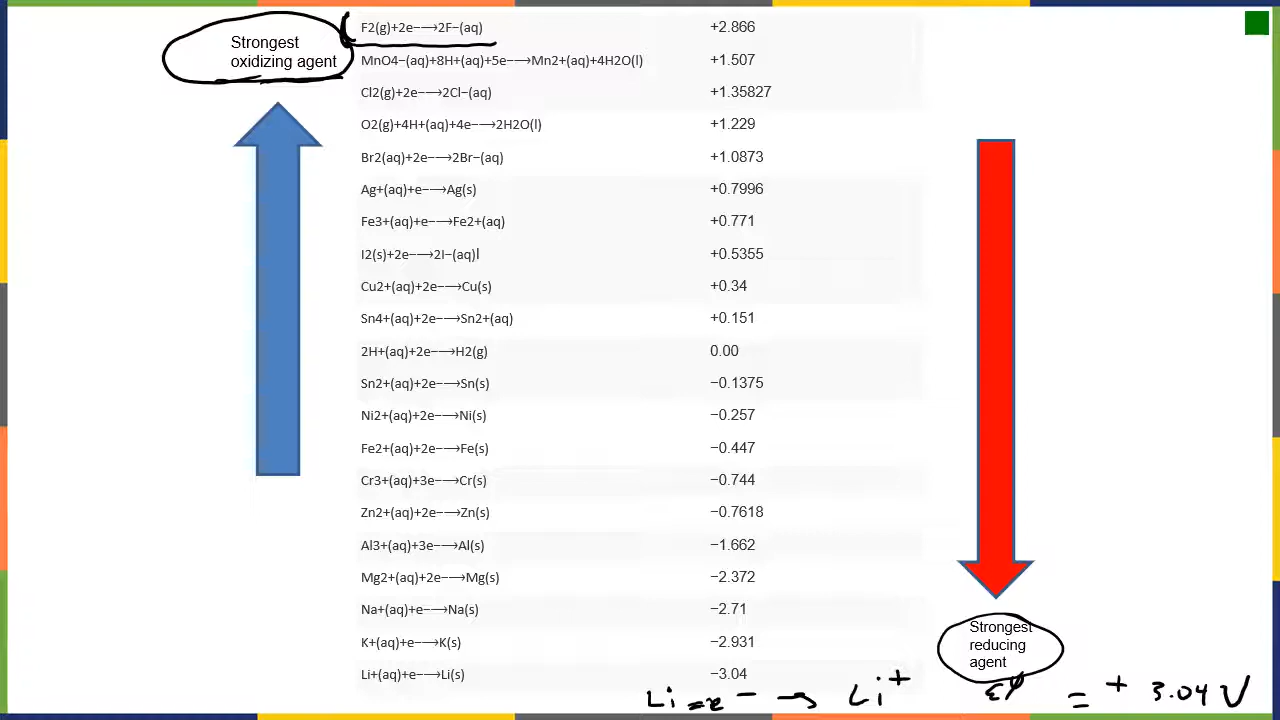 Strongest
oxidizing agent
F2(g)+2e−⟶2F−(aq) +2.866
MnO4−(aq)+8H+(aq)+5e−⟶Mn2+(aq)+4H2O(l) +1.507
Cl2(g)+2e−⟶2Cl−(aq) +1.35827
O2(g)+4H+(aq)+4e−⟶2H2O(l) +1.229
Br2(aq)+2e−⟶2Br−(aq) +1.0873
Ag+(aq)+e−⟶Ag(s) +0.7996
Fe3+(aq)+e−⟶Fe2+(aq) +0.771
I2(s)+2e−⟶2I−(aq)l +0.5355
Cu2+(aq)+2e−⟶Cu(s) +0.34
Sn4+(aq)+2e−⟶Sn2+(aq) +0.151
2H+(aq)+2e−⟶H2(g) 0.00
Sn2+(aq)+2e−⟶Sn(s) −0.1375
Ni2+(aq)+2e−⟶Ni(s) −0.257
Fe2+(aq)+2e−⟶Fe(s) −0.447
Cr3+(aq)+3e−⟶Cr(s) −0.744
Zn2+(aq)+2e−⟶Zn(s) −0.7618
Al3+(aq)+3e−⟶Al(s) −1.662
Mg2+(aq)+2e−⟶Mg(s) −2.372
Na+(aq)+e−⟶Na(s) −2.71
K+(aq)+e−⟶K(s) −2.931
Li+(aq)+e−⟶Li(s) −3.04
Strongest
reducing
agent
Li − e− → Li+ = + 3.04 V